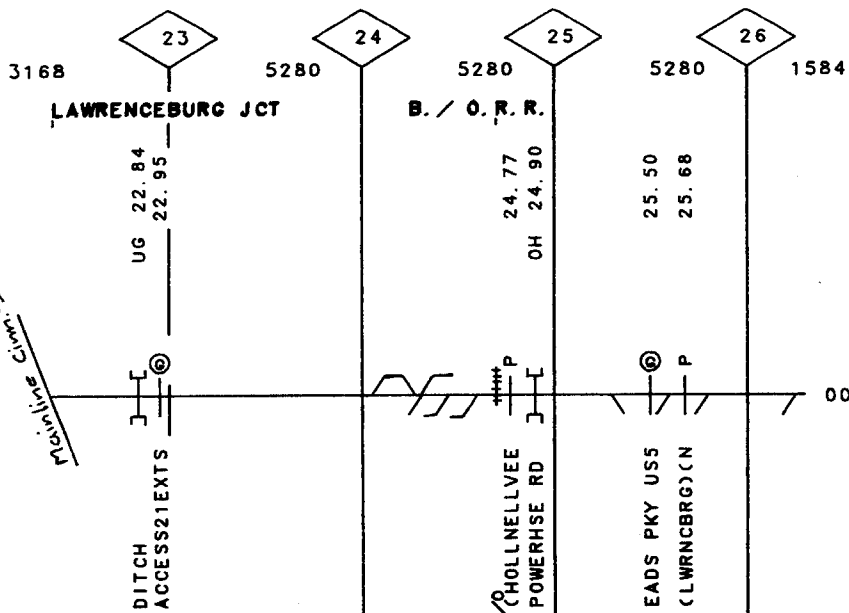 23 24 25 26
3168 5280 5280 5280 1584
LAWRENCEBURG JCT B. / O. R. R.
UG 22.84
22.95
24.77
OH 24.90
25.50
25.68
Mainline Cinn.
G P G P
00
DITCH
ACCESS21EXTS
(HOLLNELLVEE
POWERHSE RD
EADS PKY US5
(LWRNCBRG)(N